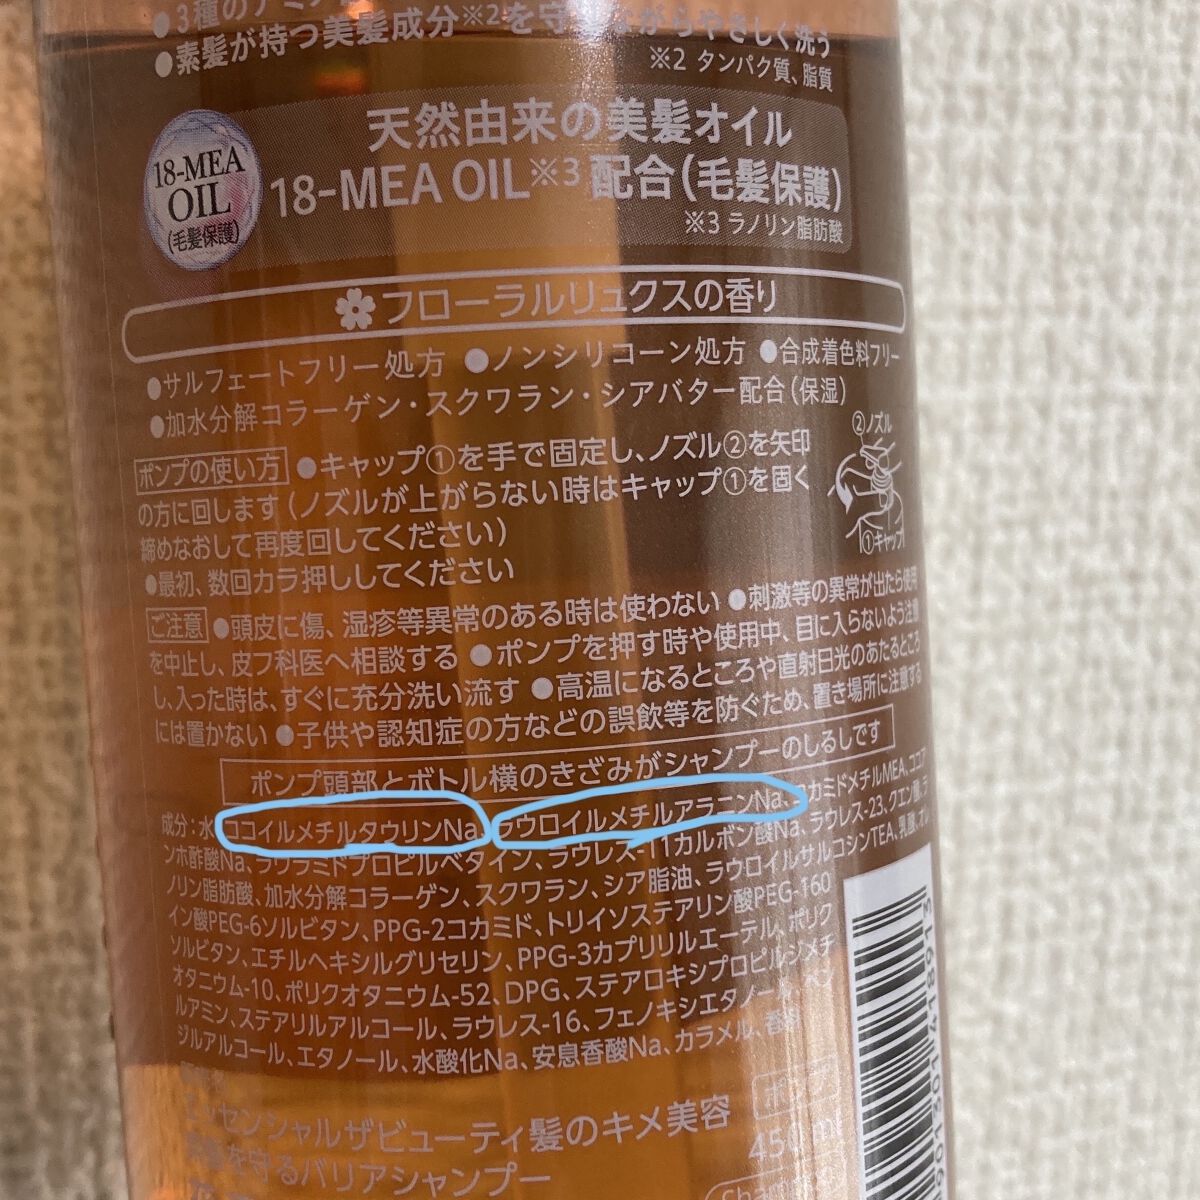 ●3種のアミノ
●素髪が持つ美髪成分※2を守りながらやさしく洗う
※2 タンパク質、脂質
18-MEA
OIL
(毛髪保護)
天然由来の美髪オイル
18-MEA OIL※3配合(毛髪保護)
※3 ラノリン脂肪酸
フローラルリュクスの香り
●サルフェートフリー処方 ●ノンシリコーン処方 ●合成着色料フリー
●加水分解コラーゲン・スクワラン・シアバター配合(保湿)
②ノズル
①キャップ
ポンプの使い方 ●キャップ①を手で固定し、ノズル②を矢印
の方に回します(ノズルが上がらない時はキャップ①を固く
締めなおして再度回してください)
●最初、数回カラ押ししてください
ご注意 ●頭皮に傷、湿疹等異常のある時は使わない ●刺激等の異常が出たら使用
を中止し、皮フ科医へ相談する ●ポンプを押す時や使用中、目に入らないよう注意
し、入った時は、すぐに充分洗い流す ●高温になるところや直射日光のあたるところ
には置かない ●子供や認知症の方などの誤飲等を防ぐため、置き場所に注意する
ポンプ頭部とボトル横のきざみがシャンプーのしるしです
成分:水、ココイルメチルタウリンNa、ラウロイルメチルアラニンNa、コカミドメチルMEA、ココア
ンホ酢酸Na、ラウラミドプロピルベタイン、ラウレス-11カルボン酸Na、ラウレス-23、クエン酸、ラ
ノリン脂肪酸、加水分解コラーゲン、スクワラン、シア脂油、ラウロイルサルコシンTEA、乳酸、オレ
イン酸PEG-6ソルビタン、PPG-2コカミド、トリイソステアリン酸PEG-160
ソルビタン、エチルヘキシルグリセリン、PPG-3カプリリルエーテル、ポリク
オタニウム-10、ポリクオタニウム-52、DPG、ステアロキシプロピルジメチ
ルアミン、ステアリルアルコール、ラウレス-16、フェノキシエタノール、ベン
ジルアルコール、エタノール、水酸化Na、安息香酸Na、カラメル、香料
エッセンシャルザビューティ髪のキメ美容
を守るバリアシャンプー
ポンプ
450ml